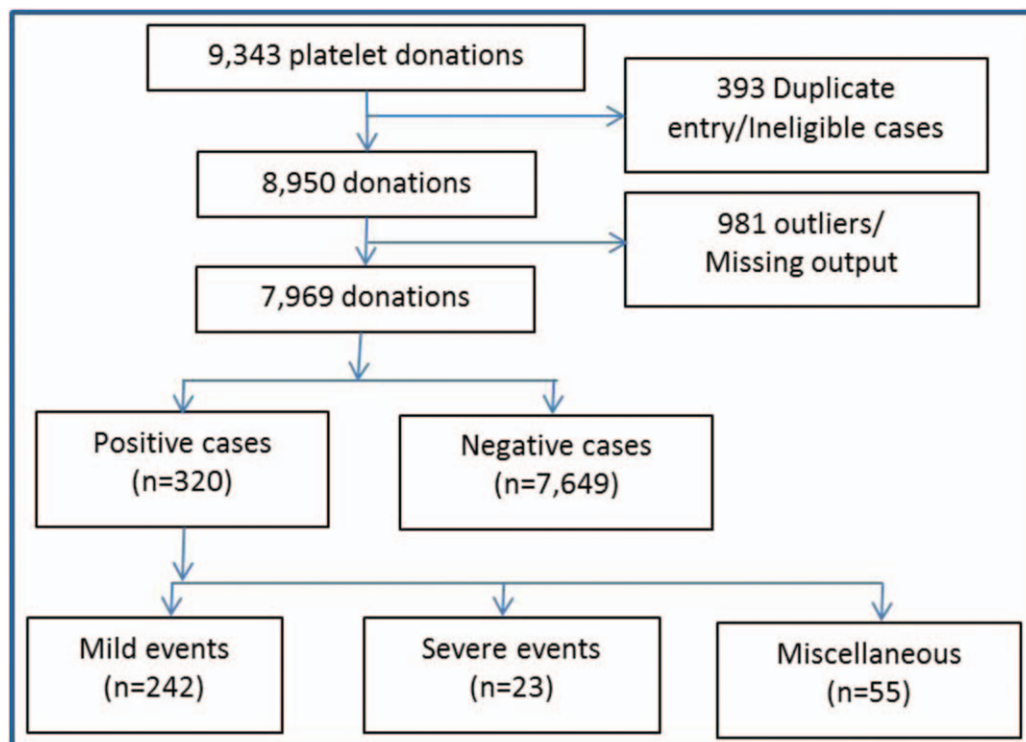 9,343 platelet donations
393 Duplicate
entry/Ineligible cases
8,950 donations
981 outliers/
Missing output
7,969 donations
Positive cases
(n=320)
Negative cases
(n=7,649)
Mild events
(n=242)
Severe events
(n=23)
Miscellaneous
(n=55)